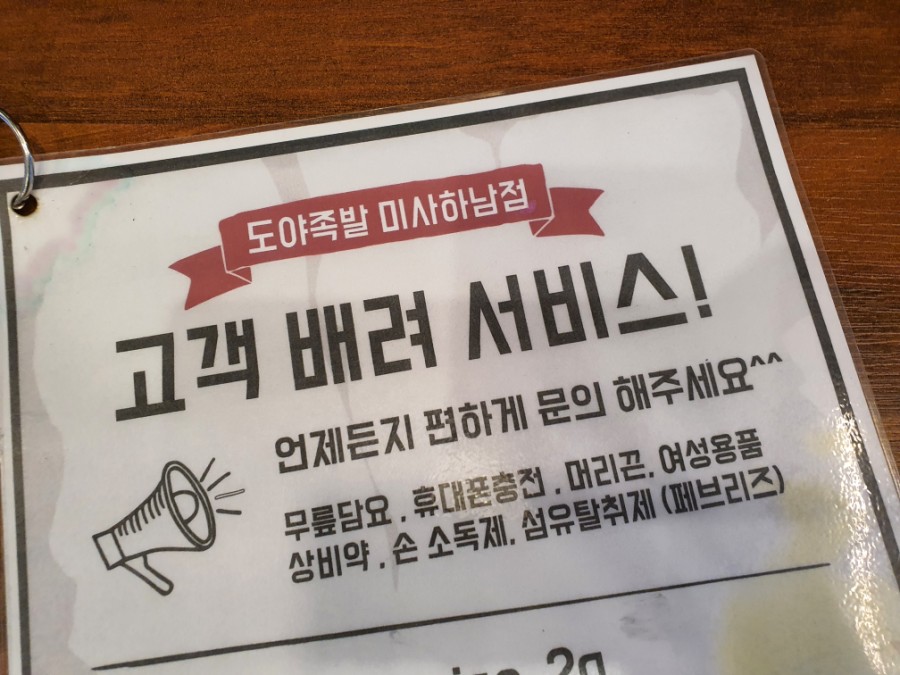 도야족발 미사하남점
고객 배려 서비스!
언제든지 편하게 문의 해주세요^^
무릎담요 . 휴대폰충전 . 머리끈. 여성용품
상비약 . 손 소독제. 섬유탈취제 (페브리즈)